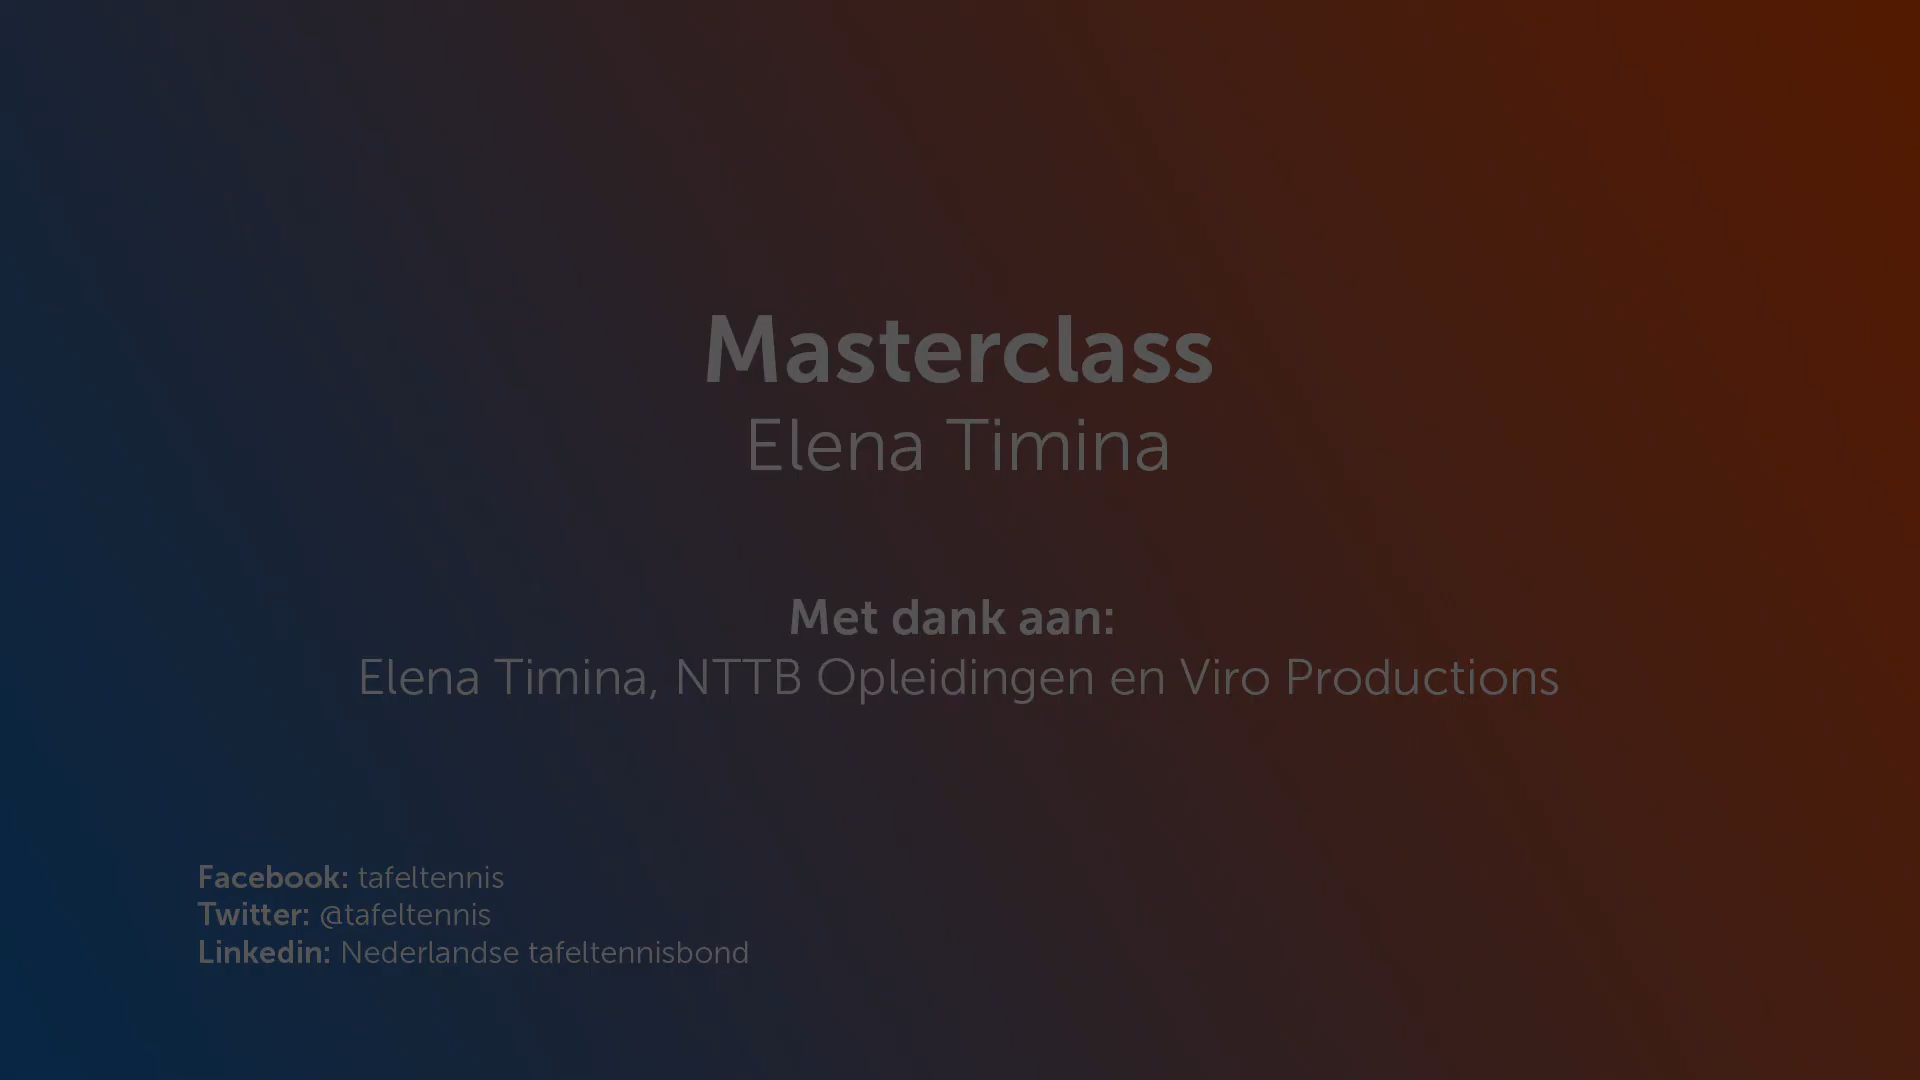 Masterclass
Elena Timina
Met dank aan:
Elena Timina, NTTB Opleidingen en Viro Productions
Facebook: tafeltennis
Twitter: @tafeltennis
Linkedin: Nederlandse tafeltennisbond